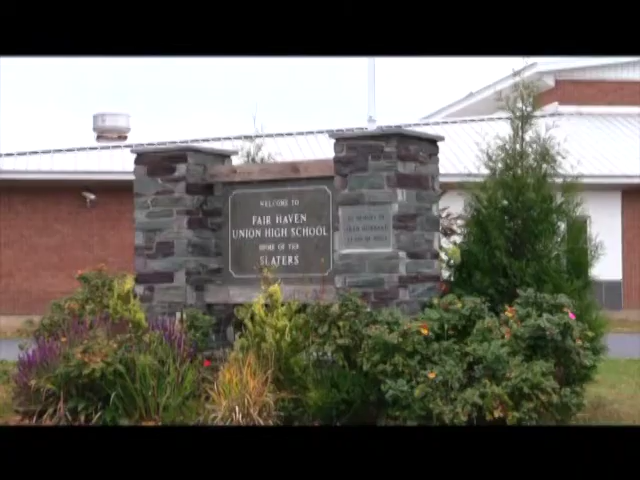 WELCOME TO
FAIR HAVEN
UNION HIGH SCHOOL
HOME OF THE
SLATERS